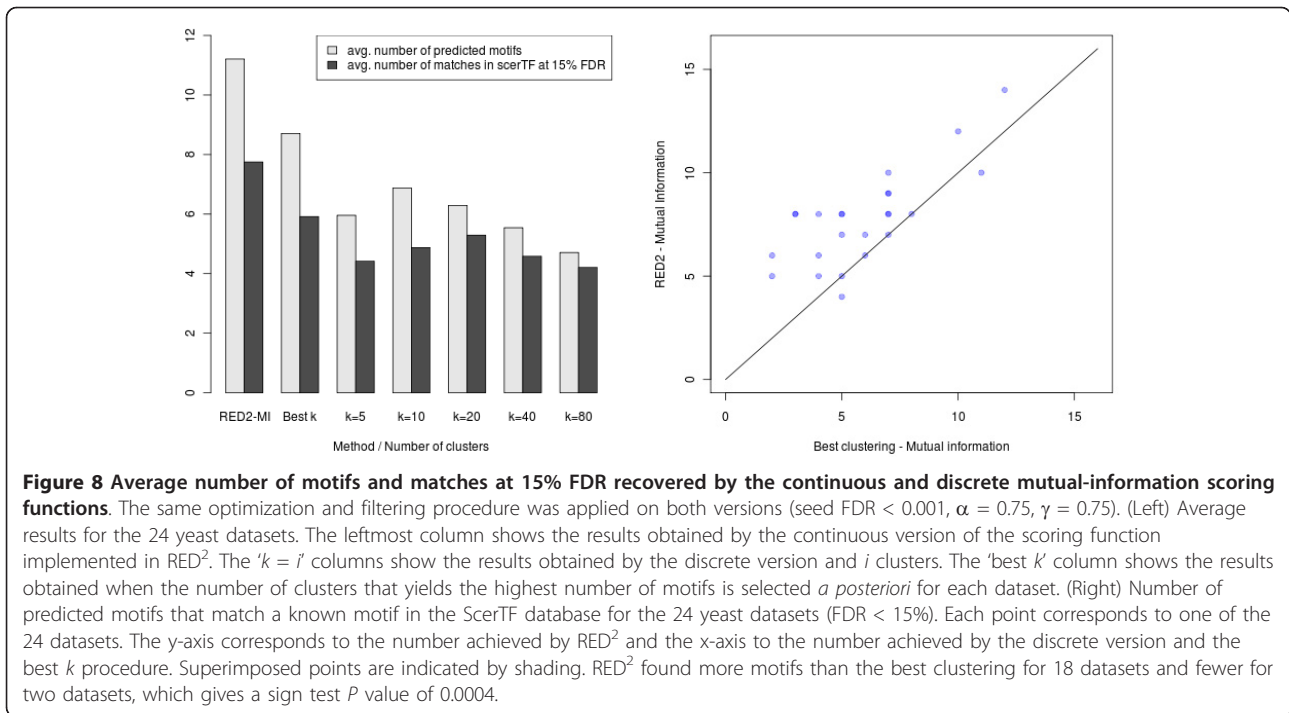 12
10
8
6
4
2
0
avg. number of predicted motifs
avg. number of matches in scerTF at 15% FDR
RED2-MI Best k k=5 k=10 k=20 k=40 k=80
Method / Number of clusters
RED2 - Mutual Information
15
10
5
0
0 5 10 15
Best clustering - Mutual information
Figure 8 Average number of motifs and matches at 15% FDR recovered by the continuous and discrete mutual-information scoring
functions. The same optimization and filtering procedure was applied on both versions (seed FDR < 0.001, α = 0.75, γ = 0.75). (Left) Average
results for the 24 yeast datasets. The leftmost column shows the results obtained by the continuous version of the scoring function
implemented in RED². The ‘k = i’ columns show the results obtained by the discrete version and i clusters. The ‘best k’ column shows the results
obtained when the number of clusters that yields the highest number of motifs is selected a posteriori for each dataset. (Right) Number of
predicted motifs that match a known motif in the ScerTF database for the 24 yeast datasets (FDR < 15%). Each point corresponds to one of the
24 datasets. The y-axis corresponds to the number achieved by RED² and the x-axis to the number achieved by the discrete version and the
best k procedure. Superimposed points are indicated by shading. RED² found more motifs than the best clustering for 18 datasets and fewer for
two datasets, which gives a sign test P value of 0.0004.